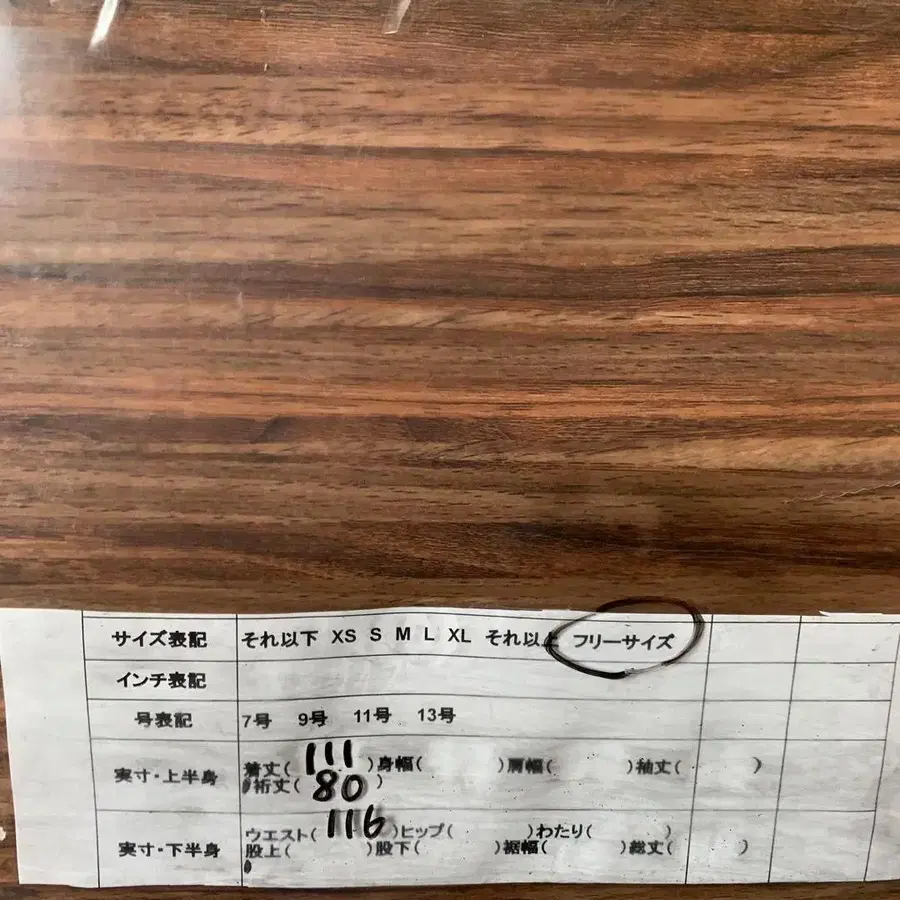 サイズ表記 それ以下 XS S M L XL それ以上 フリーサイズ
インチ表記
号表記 7号 9号 11号 13号
実寸・上半身 着丈( 111 )身幅( )肩幅( )袖丈( )
裄丈( 80 )
実寸・下半身 ウエスト( 116 )ヒップ( )わたり( )
股上( )股下( )裾幅( )総丈( )